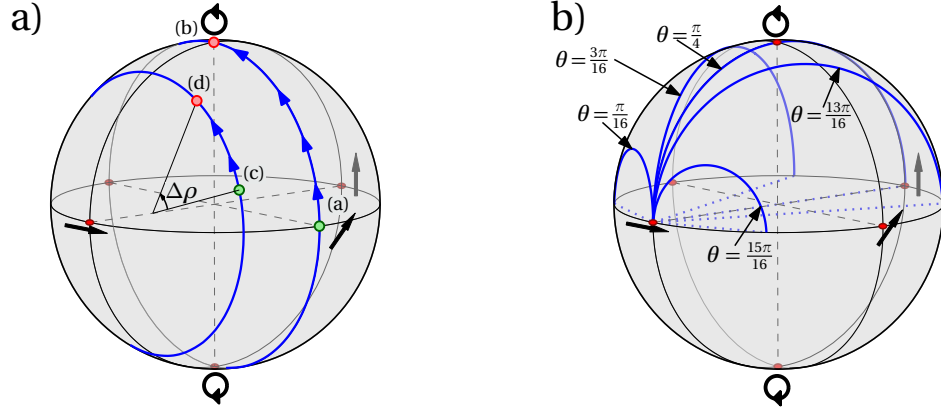 a)
(b)
(d)
(c)
Δρ
(a)
b)
θ = π/4
θ = 3π/16
θ = π/16
θ = 13π/16
θ = 15π/16